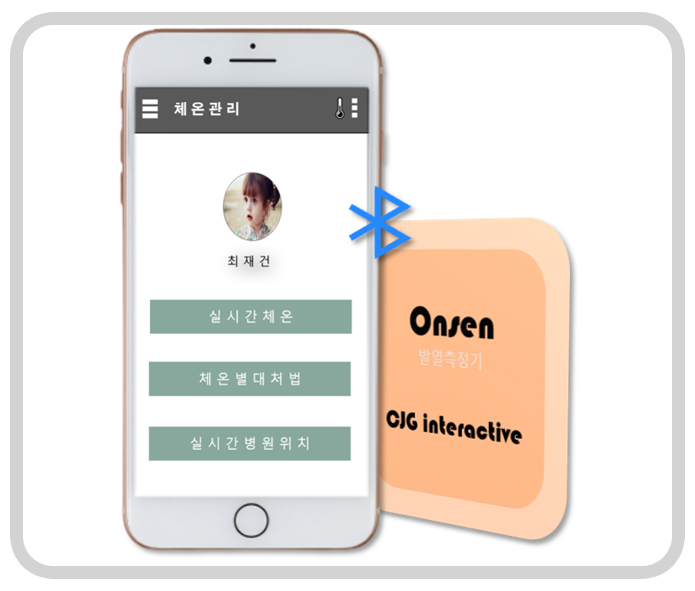 체온관리
최재건
실시간체온
체온별대처법
실시간병원위치
Onsen
발열측정기
CJG interactive